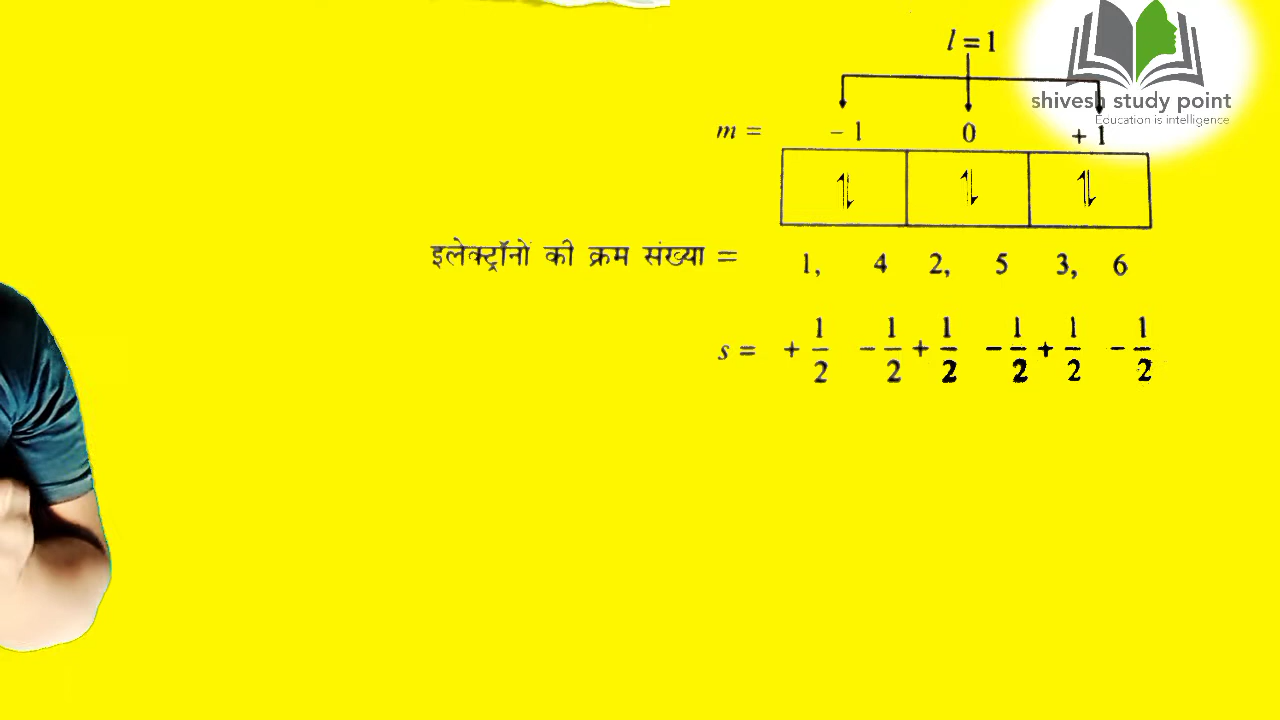 l = 1
shivesh study point
Education is intelligence
m = – 1 0 + 1
इलेक्ट्रॉनों की क्रम संख्या = 1, 4 2, 5 3, 6
s = + 1/2 – 1/2 + 1/2 – 1/2 + 1/2 – 1/2